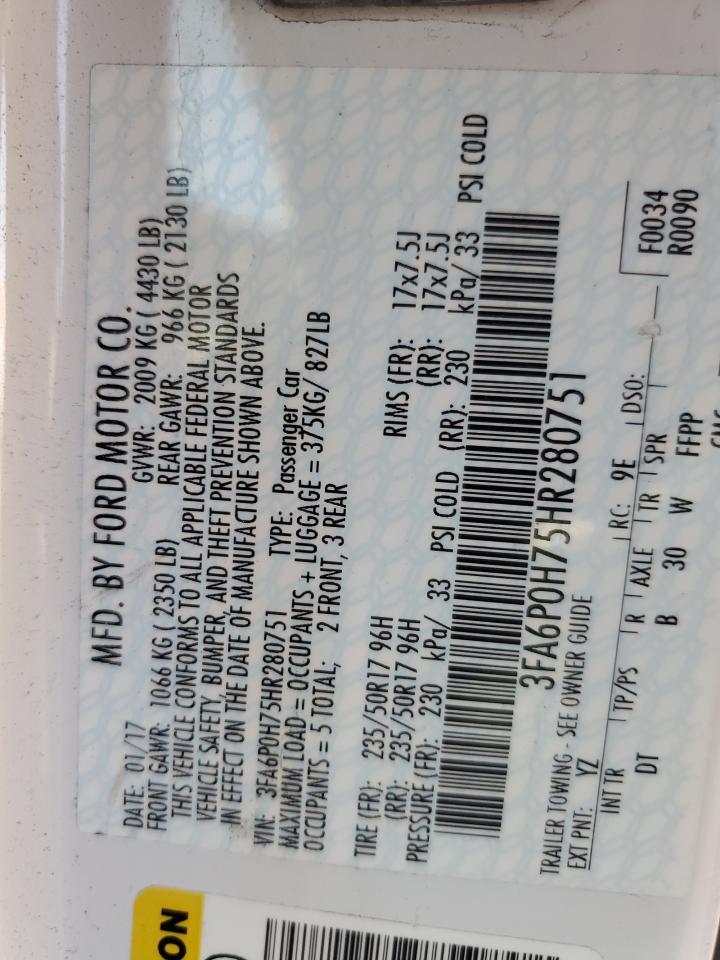 MFD. BY FORD MOTOR CO.
DATE: 01/17 GVWR: 2009 KG ( 4430 LB)
FRONT GAWR: 1066 KG ( 2350 LB) REAR GAWR: 966 KG ( 2130 LB)
THIS VEHICLE CONFORMS TO ALL APPLICABLE FEDERAL MOTOR
VEHICLE SAFETY, BUMPER, AND THEFT PREVENTION STANDARDS
IN EFFECT ON THE DATE OF MANUFACTURE SHOWN ABOVE.
VIN: 3FA6P0H75HR280751 TYPE: Passenger Car
MAXIMUM LOAD = OCCUPANTS + LUGGAGE = 375KG/ 827LB
OCCUPANTS = 5 TOTAL; 2 FRONT, 3 REAR
TIRE (FR): 235/50R17 96H RIMS (FR): 17x7.5J
(RR): 235/50R17 96H (RR): 17x7.5J
PRESSURE (FR): 230 kPa/ 33 PSI COLD (RR): 230 kPa/ 33 PSI COLD
3FA6P0H75HR280751
TRAILER TOWING - SEE OWNER GUIDE
EXT PNT: YZ RC: 9E DSO: F0034
INT TR TP/PS R AXLE TR SPR R0090
DT B 30 W FFPP
ON